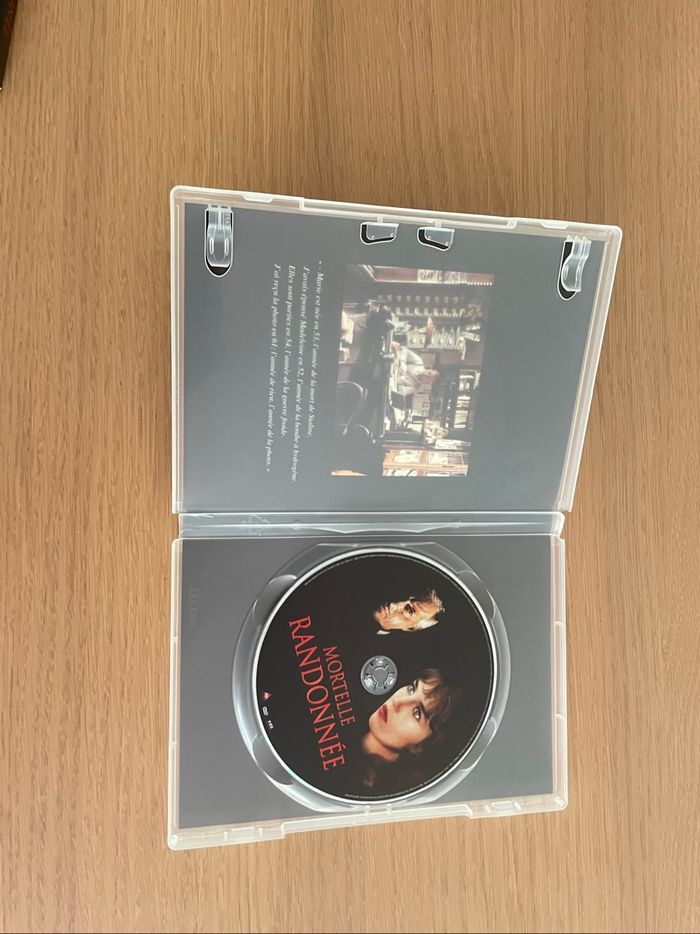 « - Marie est née en 53, l'année de la mort de Staline.
J'avais épousé Madeleine en 52, l'année de la bombe à hydrogène.
Elles sont parties en 54, l'année de la guerre froide.
J'ai reçu la photo en 61 : l'année de rien, l'année de la photo. »
MORTELLE
RANDONNÉE